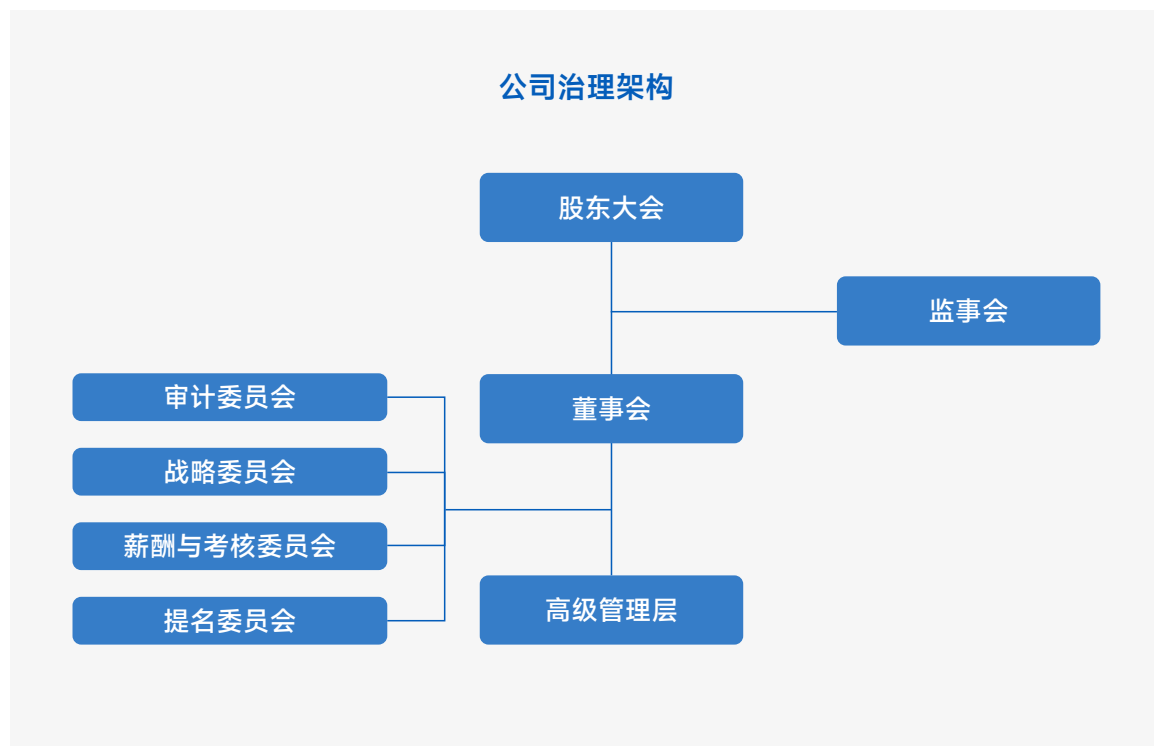 公司治理架构
股东大会
监事会
董事会
审计委员会
战略委员会
薪酬与考核委员会
提名委员会
高级管理层